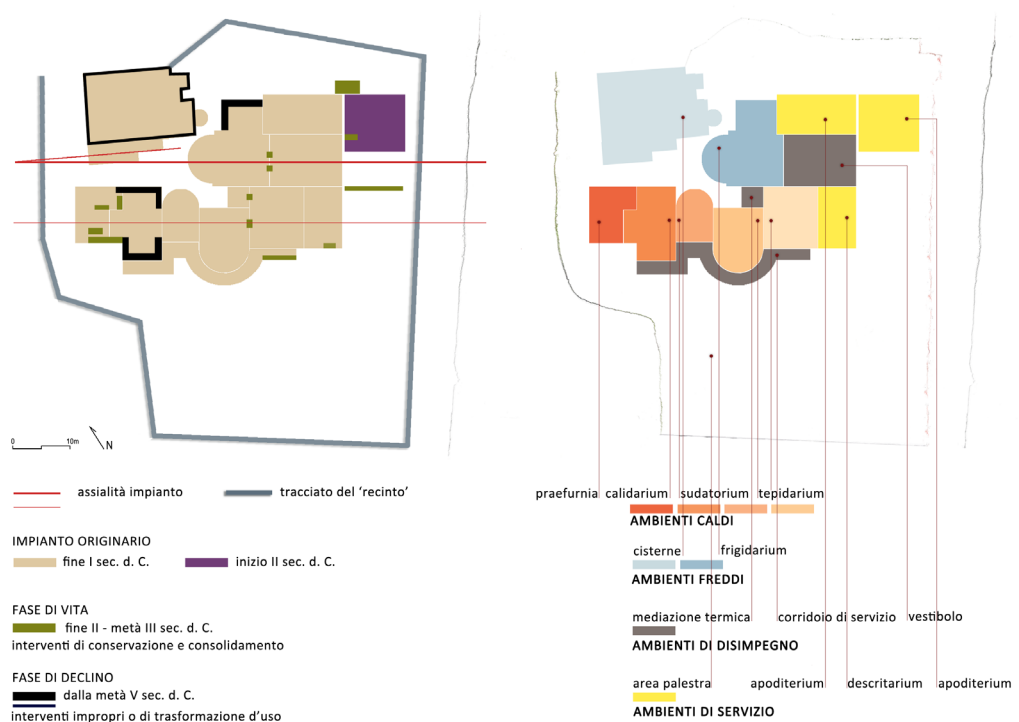 0 10m
N
assialità impianto
tracciato del 'recinto'
IMPIANTO ORIGINARIO
fine I sec. d. C.
inizio II sec. d. C.
FASE DI VITA
fine II - metà III sec. d. C.
interventi di conservazione e consolidamento
FASE DI DECLINO
dalla metà V sec. d. C.
interventi impropri o di trasformazione d'uso
praefurnia calidarium sudatorium tepidarium
AMBIENTI CALDI
cisterne frigidarium
AMBIENTI FREDDI
mediazione termica corridoio di servizio vestibolo
AMBIENTI DI DISIMPEGNO
area palestra apoditerium descritarium apoditerium
AMBIENTI DI SERVIZIO